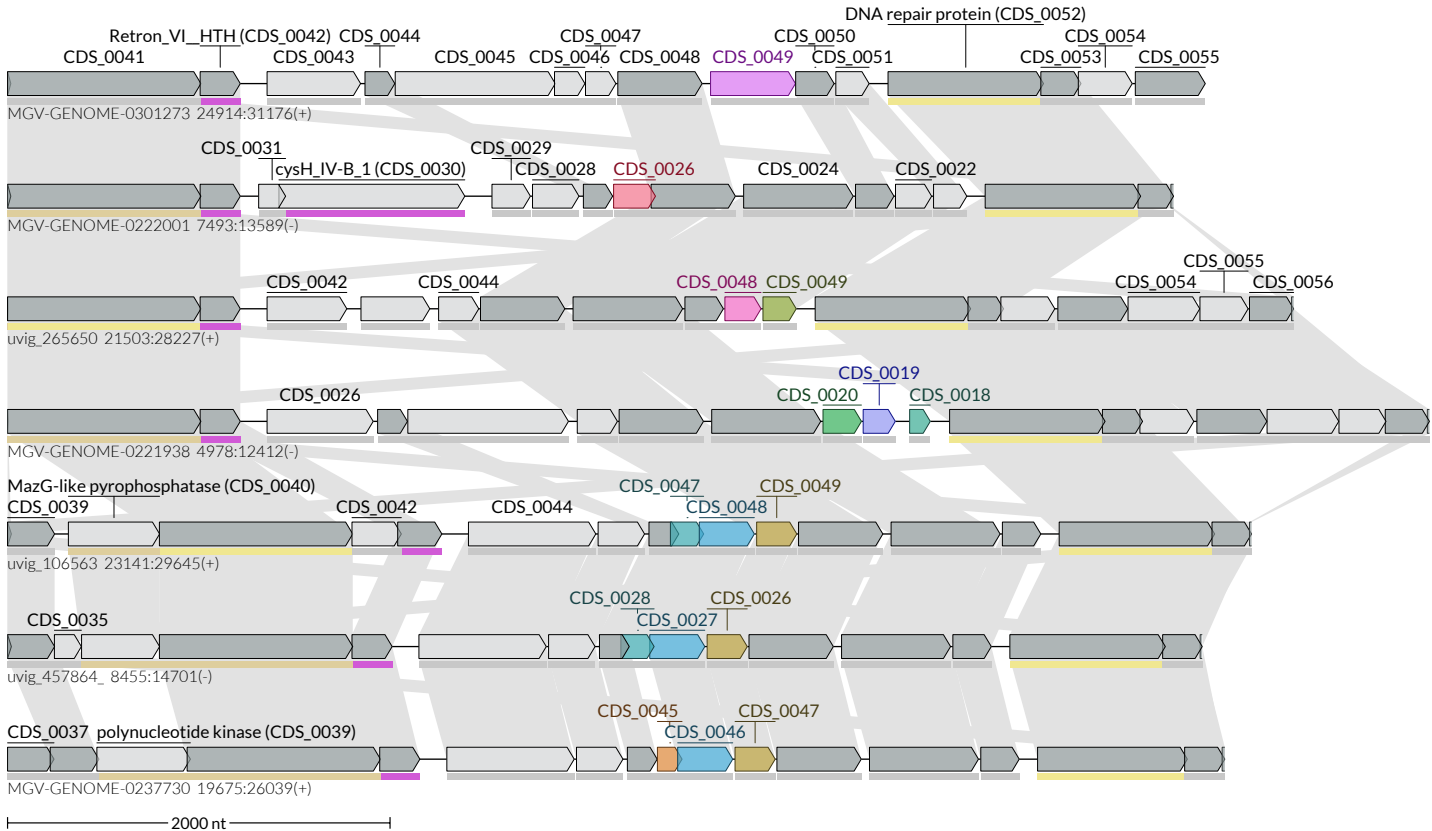 DNA repair protein (CDS_0052)
Retron_VI__HTH (CDS_0042) CDS_0044 CDS_0047 CDS_0050 CDS_0054
CDS_0041 CDS_0043 CDS_0045 CDS_0046 CDS_0048 CDS_0049 CDS_0051 CDS_0053 CDS_0055
MGV-GENOME-0301273 24914:31176(+)
CDS_0031 CDS_0029
cysH_IV-B_1 (CDS_0030) CDS_0028 CDS_0026 CDS_0024 CDS_0022
MGV-GENOME-0222001 7493:13589(-)
CDS_0055
CDS_0042 CDS_0044 CDS_0048 CDS_0049 CDS_0054 CDS_0056
uvig_265650 21503:28227(+)
CDS_0019
CDS_0026 CDS_0020 CDS_0018
MGV-GENOME-0221938 4978:12412(-)
MazG-like pyrophosphatase (CDS_0040) CDS_0047 CDS_0049
CDS_0039 CDS_0042 CDS_0044 CDS_0048
uvig_106563 23141:29645(+)
CDS_0028 CDS_0026
CDS_0035 CDS_0027
uvig_457864_ 8455:14701(-)
CDS_0045 CDS_0047
CDS_0037 polynucleotide kinase (CDS_0039) CDS_0046
MGV-GENOME-0237730 19675:26039(+)
2000 nt